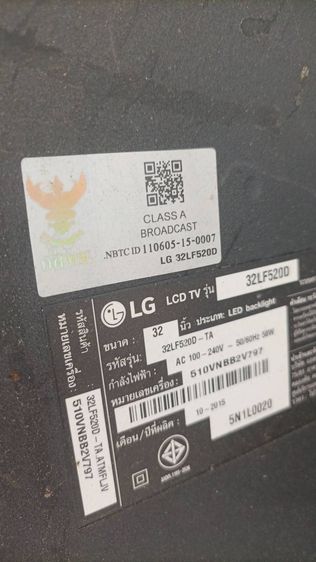 CLASS A
BROADCAST
.NBTC ID 110605-15-0007
LG 32LF520D
LG LCD TV รุ่น 32LF520D
ขนาด : 32 นิ้ว ประเภท: LED backlight
รหัสรุ่น : 32LF520D-TA
กำลังไฟฟ้า : AC 100-240V ~ 50/60Hz 50W
หมายเลขเครื่อง : 510VNBB2V797
เดือน/ปีที่ผลิต : 10-2015
5N1L0020
รหัสสินค้า : 32LF520D-TA.ATMFLJV
หมายเลขเครื่อง : 510VNBB2V797